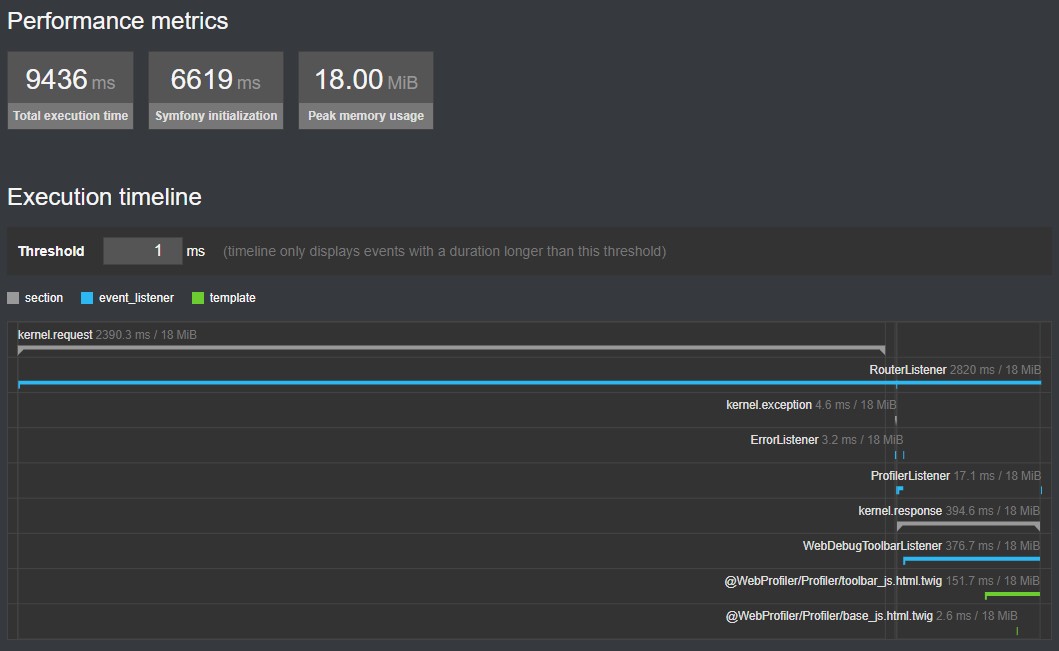 Performance metrics
9436 ms
Total execution time
6619 ms
Symfony initialization
18.00 MiB
Peak memory usage
Execution timeline
Threshold 1 ms (timeline only displays events with a duration longer than this threshold)
section event_listener template
kernel.request 2390.3 ms / 18 MiB
RouterListener 2820 ms / 18 MiB
kernel.exception 4.6 ms / 18 MiB
ErrorListener 3.2 ms / 18 MiB
ProfilerListener 17.1 ms / 18 MiB
kernel.response 394.6 ms / 18 MiB
WebDebugToolbarListener 376.7 ms / 18 MiB
@WebProfiler/Profiler/toolbar_js.html.twig 151.7 ms / 18 MiB
@WebProfiler/Profiler/base_js.html.twig 2.6 ms / 18 MiB